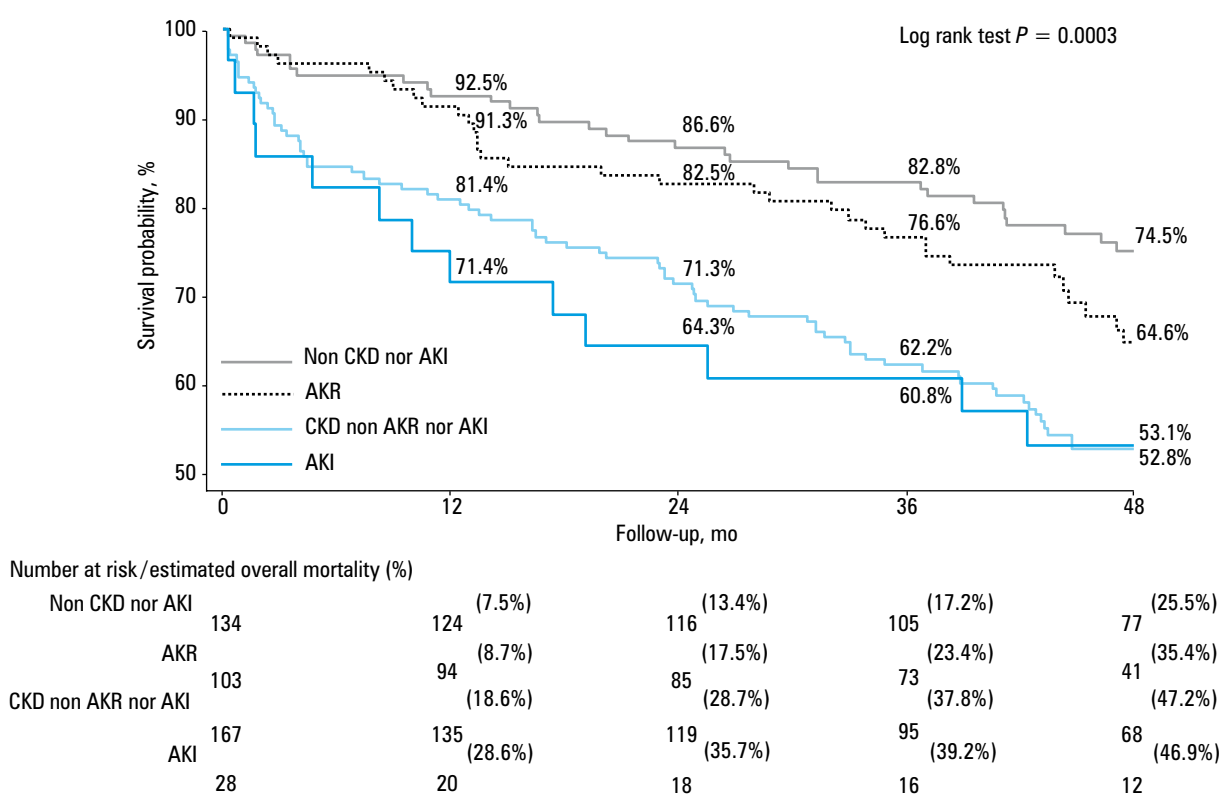 100
Log rank test P = 0.0003
92.5%
90
91.3%
86.6%
82.5%
82.8%
81.4%
80
76.6%
74.5%
71.4%
71.3%
70
64.3%
64.6%
62.2%
60
60.8%
53.1%
52.8%
50
Survival probability, %
Non CKD nor AKI
AKR
CKD non AKR nor AKI
AKI
0 12 24 36 48
Follow-up, mo
Number at risk/estimated overall mortality (%)
Non CKD nor AKI (7.5%) (13.4%) (17.2%) (25.5%)
134 124 116 105 77
AKR (8.7%) (17.5%) (23.4%) (35.4%)
103 94 85 73 41
CKD non AKR nor AKI (18.6%) (28.7%) (37.8%) (47.2%)
167 135 119 95 68
AKI (28.6%) (35.7%) (39.2%) (46.9%)
28 20 18 16 12